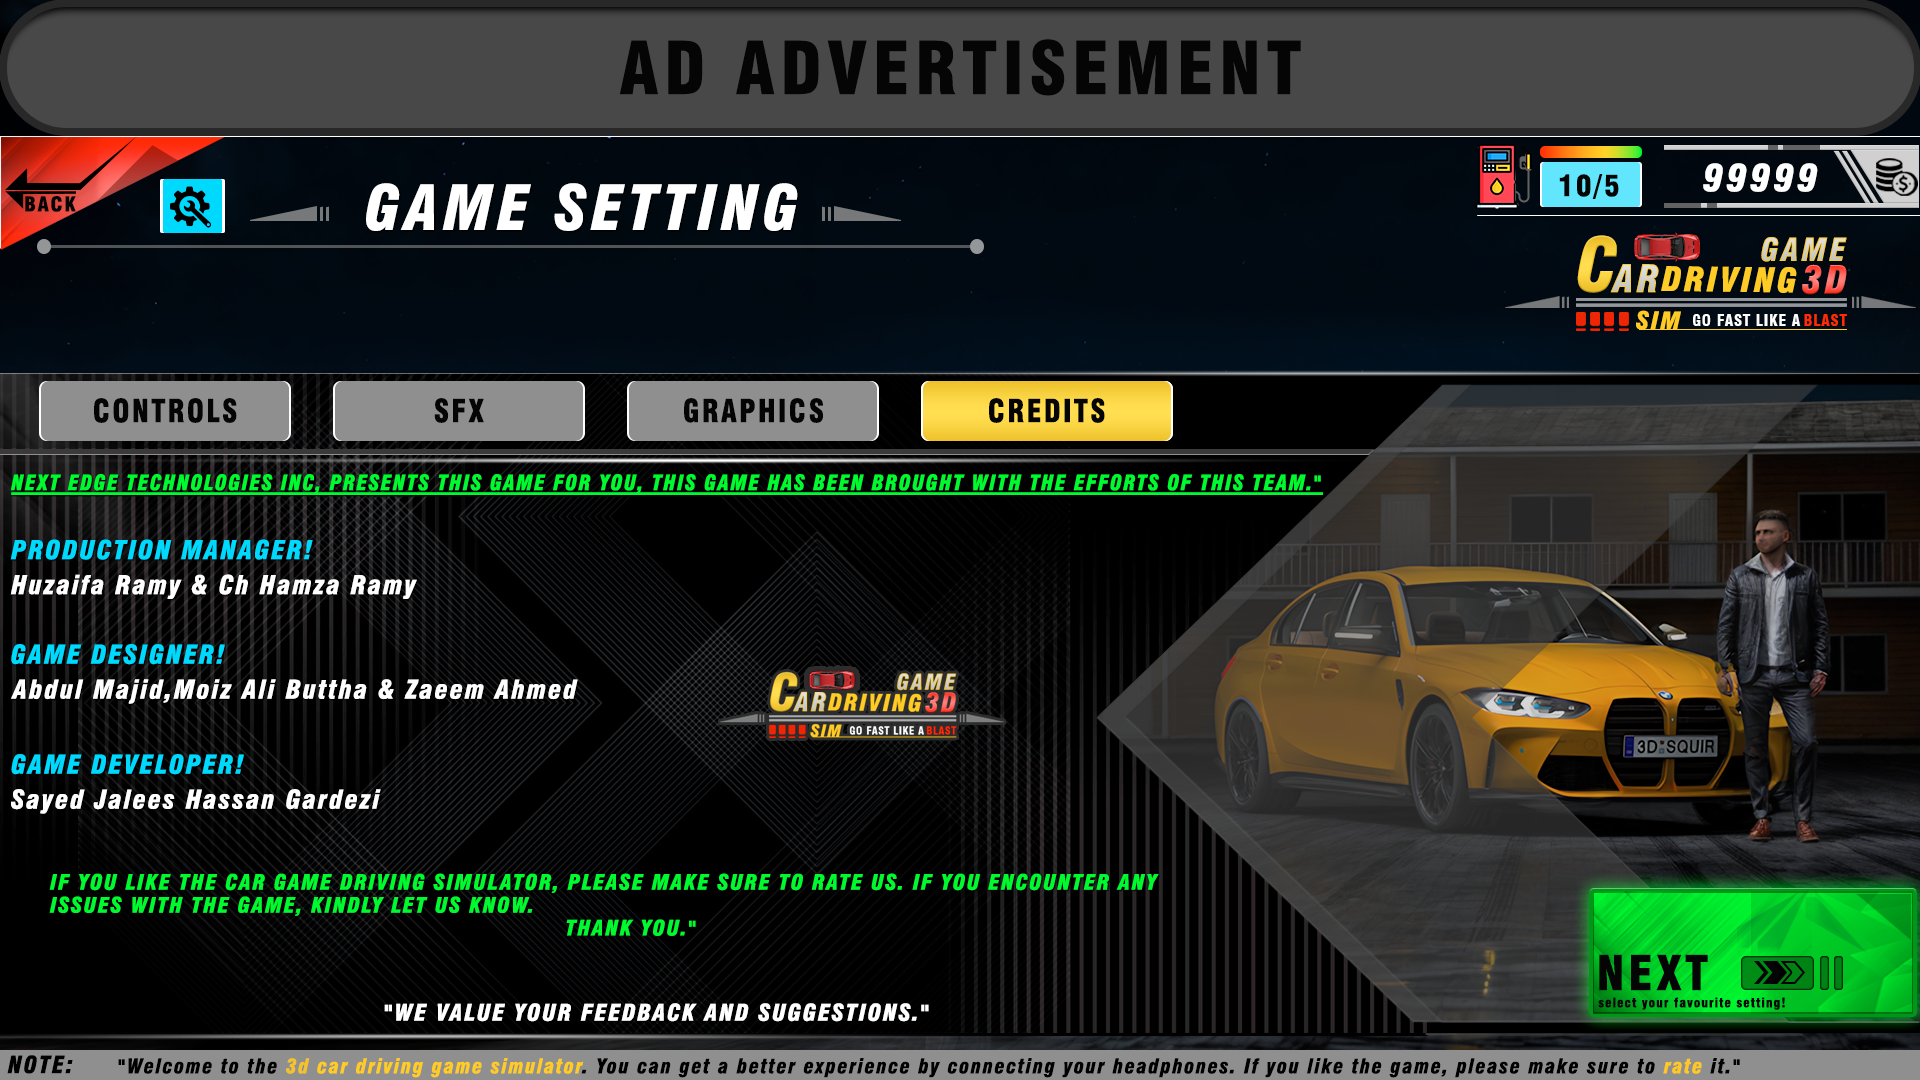 AD ADVERTISEMENT
BACK
GAME SETTING
10/5
99999
GAME
CARDRIVING3D
SIM GO FAST LIKE A BLAST
CONTROLS
SFX
GRAPHICS
CREDITS
NEXT EDGE TECHNOLOGIES INC, PRESENTS THIS GAME FOR YOU, THIS GAME HAS BEEN BROUGHT WITH THE EFFORTS OF THIS TEAM."
PRODUCTION MANAGER!
Huzaifa Ramy & Ch Hamza Ramy
GAME DESIGNER!
Abdul Majid,Moiz Ali Buttha & Zaeem Ahmed
GAME
CARDRIVING3D
SIM GO FAST LIKE A BLAST
3D SQUIR
GAME DEVELOPER!
Sayed Jalees Hassan Gardezi
IF YOU LIKE THE CAR GAME DRIVING SIMULATOR, PLEASE MAKE SURE TO RATE US. IF YOU ENCOUNTER ANY
ISSUES WITH THE GAME, KINDLY LET US KNOW.
THANK YOU."
NEXT
select your favourite setting!
"WE VALUE YOUR FEEDBACK AND SUGGESTIONS."
NOTE: "Welcome to the 3d car driving game simulator. You can get a better experience by connecting your headphones. If you like the game, please make sure to rate it."